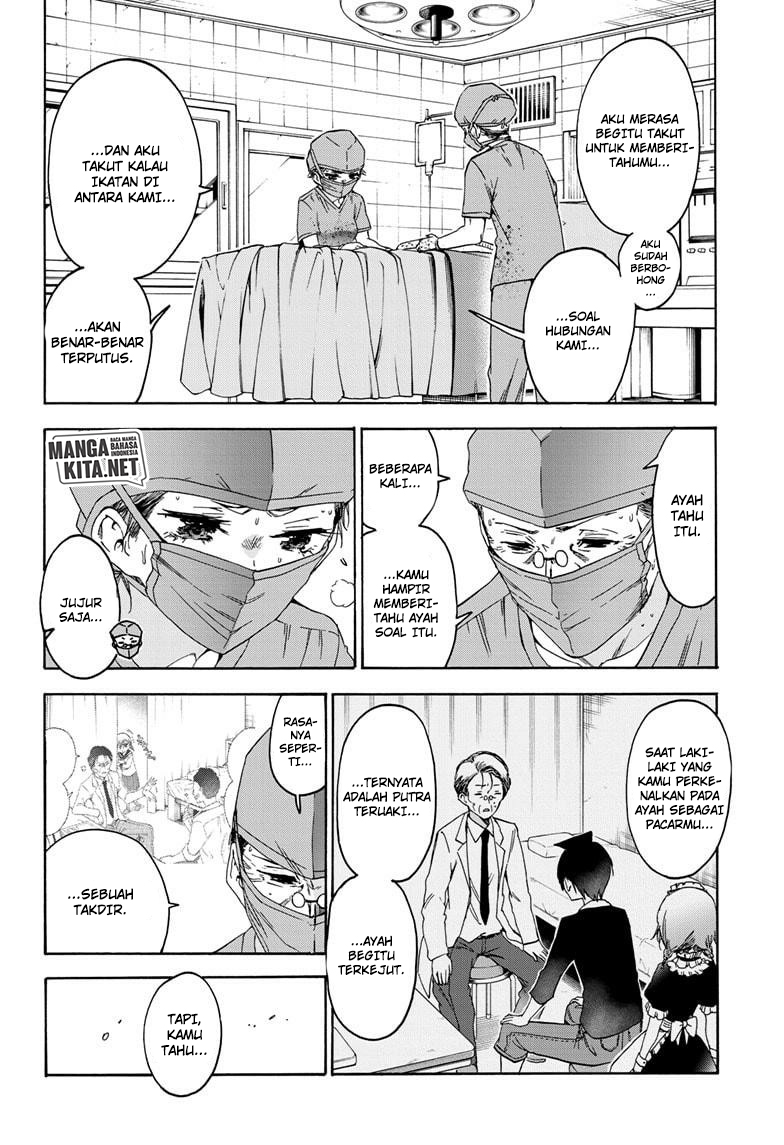 AKU MERASA
BEGITU TAKUT
UNTUK MEMBERI-
TAHUMU...
AKU
SUDAH
BERBO-
HONG
...
...SOAL
HUBUNGAN
KAMI...
...DAN AKU
TAKUT KALAU
IKATAN DI
ANTARA KAMI...
...AKAN
BENAR-BENAR
TERPUTUS.
AYAH
TAHU
ITU.
BEBERAPA
KALI...
...KAMU
HAMPIR
MEMBERI-
TAHU AYAH
SOAL ITU.
MANGA
KITA.NET
BACA MANGA
BAHASA
INDONESIA
JUJUR
SAJA...
SAAT LAKI-
LAKI YANG
KAMU PERKE-
NALKAN PADA
AYAH SEBAGAI
PACARMU...
...TERNYATA
ADALAH PUTRA
TERUAKI...
...AYAH
BEGITU
TERKEJUT.
RASA-
NYA
SEPER-
TI...
...SEBUAH
TAKDIR.
TAPI,
KAMU
TAHU...